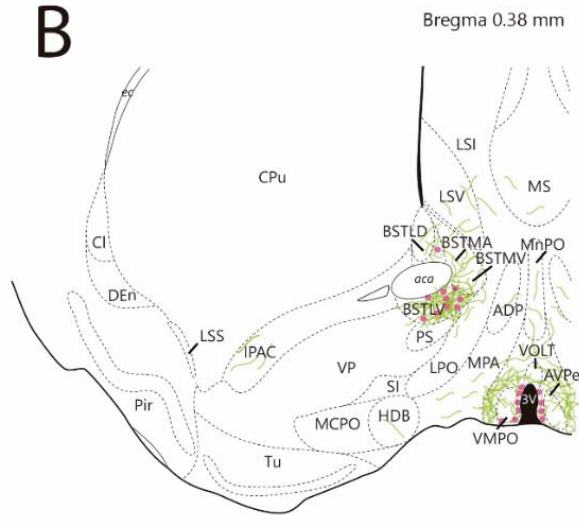 B
Bregma 0.38 mm
ec
LSI
CPu
MS
LSV
BSTLD
BSTMA
MnPO
Cl
BSTMV
aca
DEn
BSTLV
ADP
LSS
PS
IPAC
VOLT
VP
LPO
MPA
AVPe
SI
Pir
3V
MCPO
HDB
VMPO
Tu